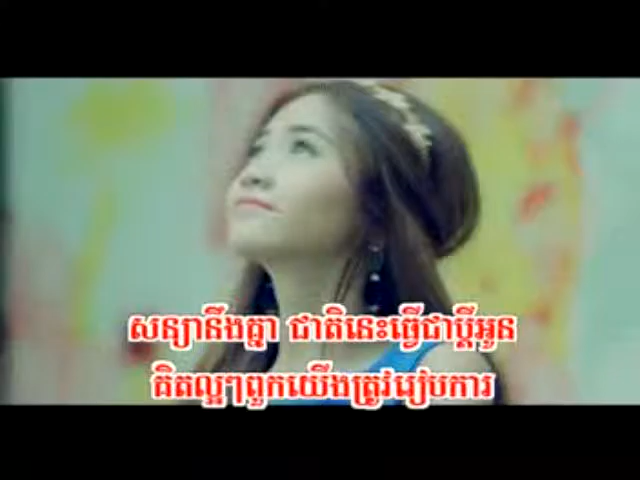 សន្យានឹងគ្នា ជាតិនេះធ្វើជាប្ដីអូន
គិតល្អៗពួកយើងត្រូវរៀបការ